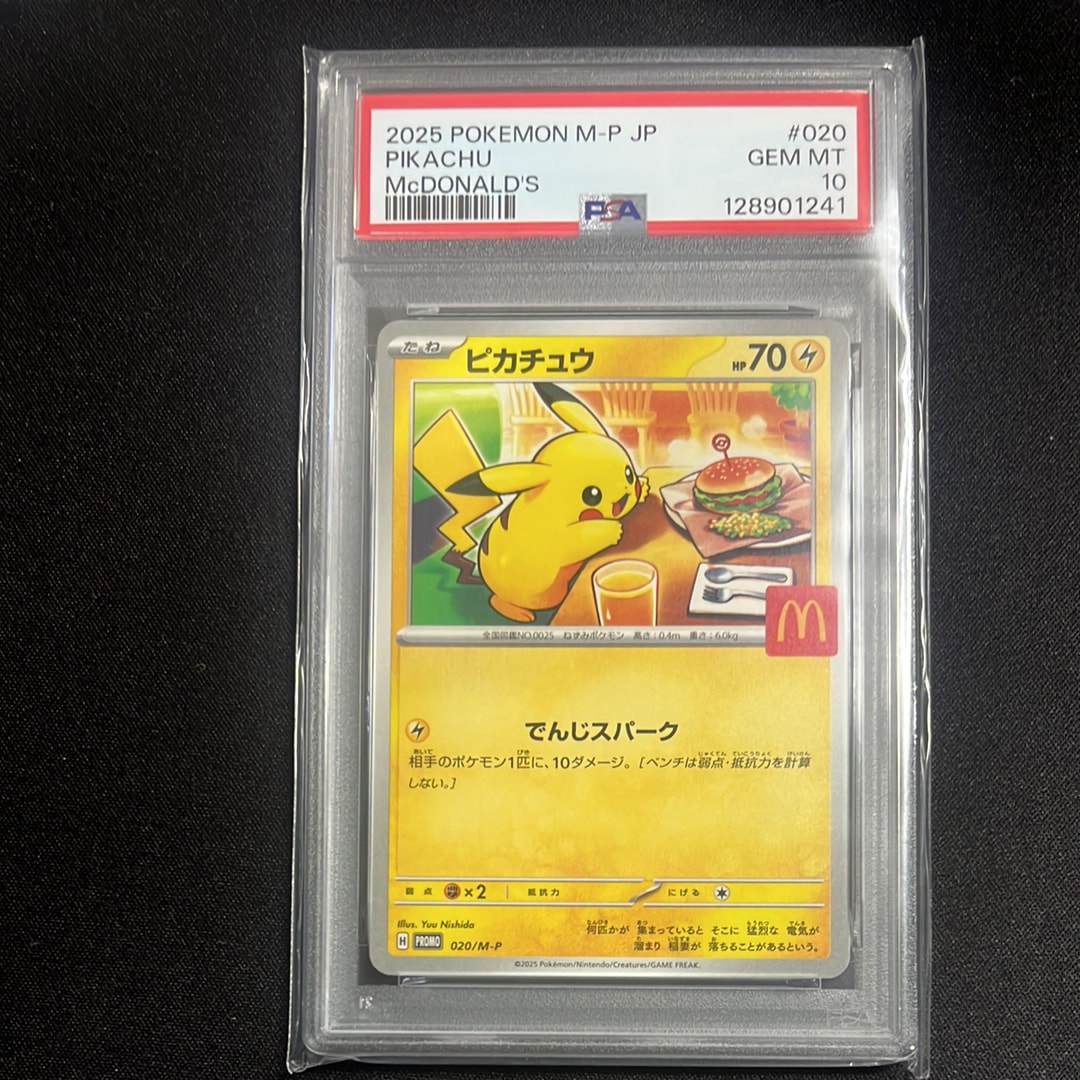 2025 POKEMON M-P JP #020
PIKACHU GEM MT
McDONALD'S 10
PSA 128901241
たね ピカチュウ HP70
全国図鑑NO.0025 ねずみポケモン 高さ:0.4m 重さ:6.0kg
でんじスパーク
相手のポケモン1匹に、10ダメージ。[ベンチは弱点・抵抗力を計算
しない。]
弱点 ×2 抵抗力 にげる
Illus. Yuu Nishida
何匹かが 集まっていると そこに 猛烈な 電気が
溜まり 稲妻が 落ちることがあるという。
H PROMO 020/M-P
©2025 Pokémon/Nintendo/Creatures/GAME FREAK.